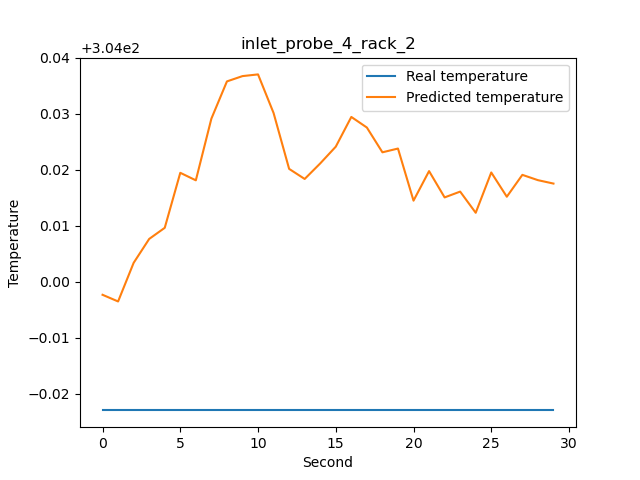 inlet_probe_4_rack_2
+3.04e2
0.04
0.03
0.02
0.01
0.00
−0.01
−0.02
Temperature
Real temperature
Predicted temperature
0 5 10 15 20 25 30
Second